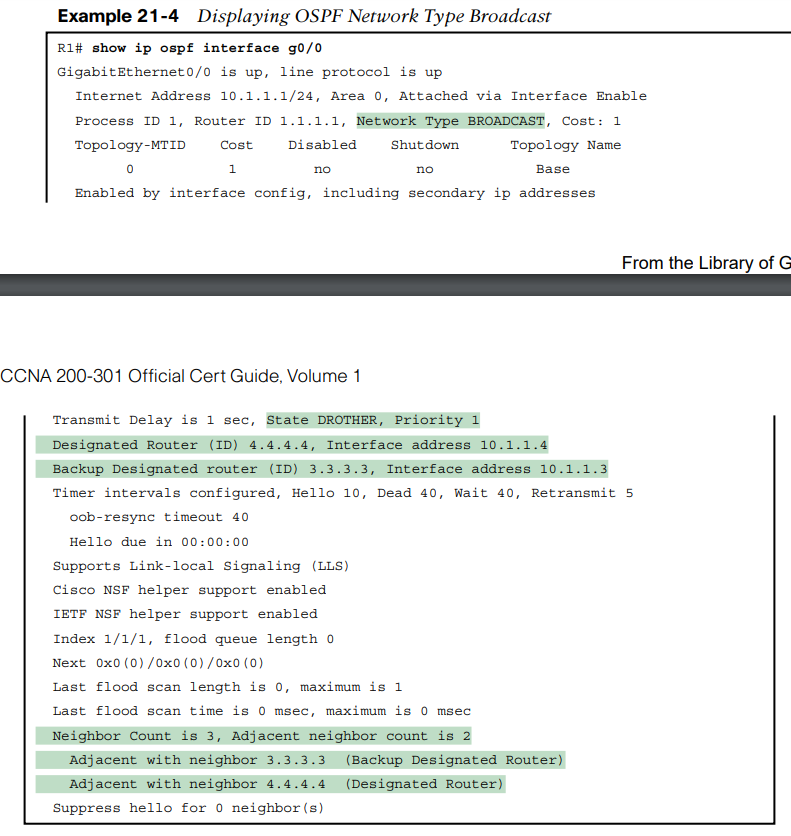 Example 21-4 Displaying OSPF Network Type Broadcast
R1# show ip ospf interface g0/0
GigabitEthernet0/0 is up, line protocol is up
Internet Address 10.1.1.1/24, Area 0, Attached via Interface Enable
Process ID 1, Router ID 1.1.1.1, Network Type BROADCAST, Cost: 1
Topology-MTID Cost Disabled Shutdown Topology Name
0 1 no no Base
Enabled by interface config, including secondary ip addresses
From the Library of G
CCNA 200-301 Official Cert Guide, Volume 1
Transmit Delay is 1 sec, State DROTHER, Priority 1
Designated Router (ID) 4.4.4.4, Interface address 10.1.1.4
Backup Designated router (ID) 3.3.3.3, Interface address 10.1.1.3
Timer intervals configured, Hello 10, Dead 40, Wait 40, Retransmit 5
oob-resync timeout 40
Hello due in 00:00:00
Supports Link-local Signaling (LLS)
Cisco NSF helper support enabled
IETF NSF helper support enabled
Index 1/1/1, flood queue length 0
Next 0x0(0)/0x0(0)/0x0(0)
Last flood scan length is 0, maximum is 1
Last flood scan time is 0 msec, maximum is 0 msec
Neighbor Count is 3, Adjacent neighbor count is 2
Adjacent with neighbor 3.3.3.3 (Backup Designated Router)
Adjacent with neighbor 4.4.4.4 (Designated Router)
Suppress hello for 0 neighbor(s)